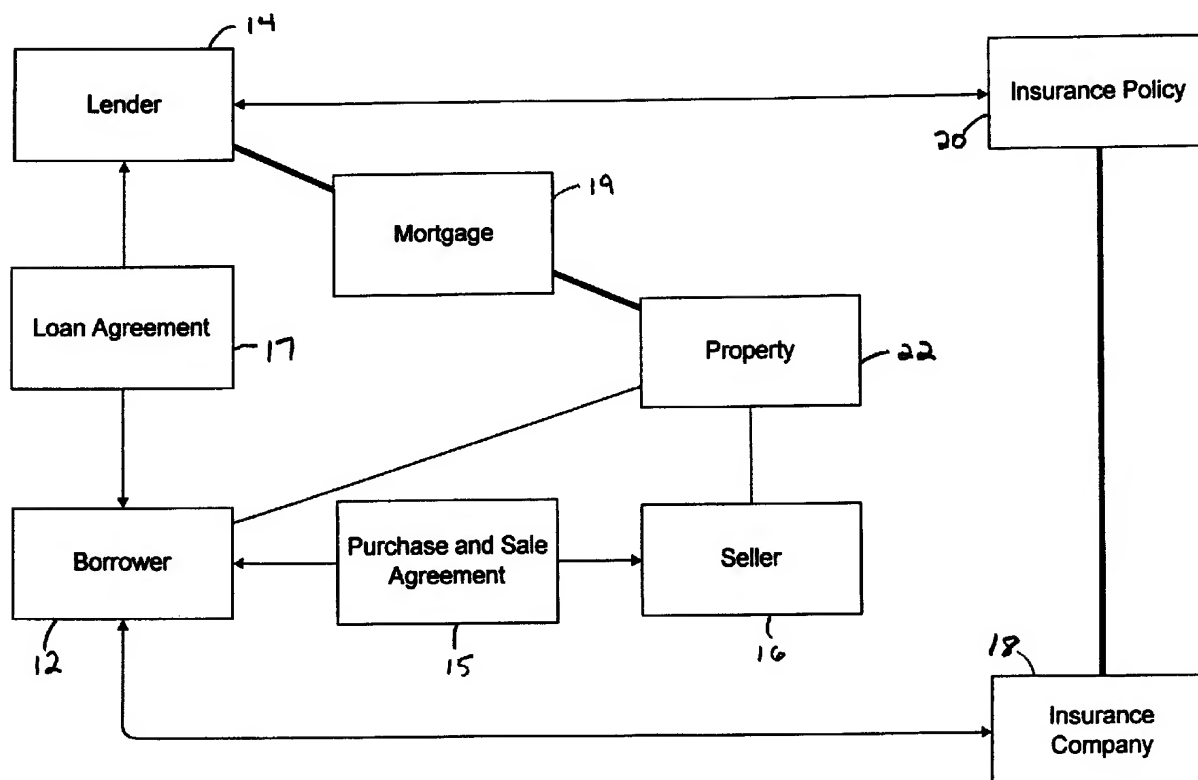 14
Lender
Insurance Policy
20
19
Mortgage
Loan Agreement
17
Property
22
Borrower
Purchase and Sale
Agreement
Seller
12
15
16
18
Insurance
Company